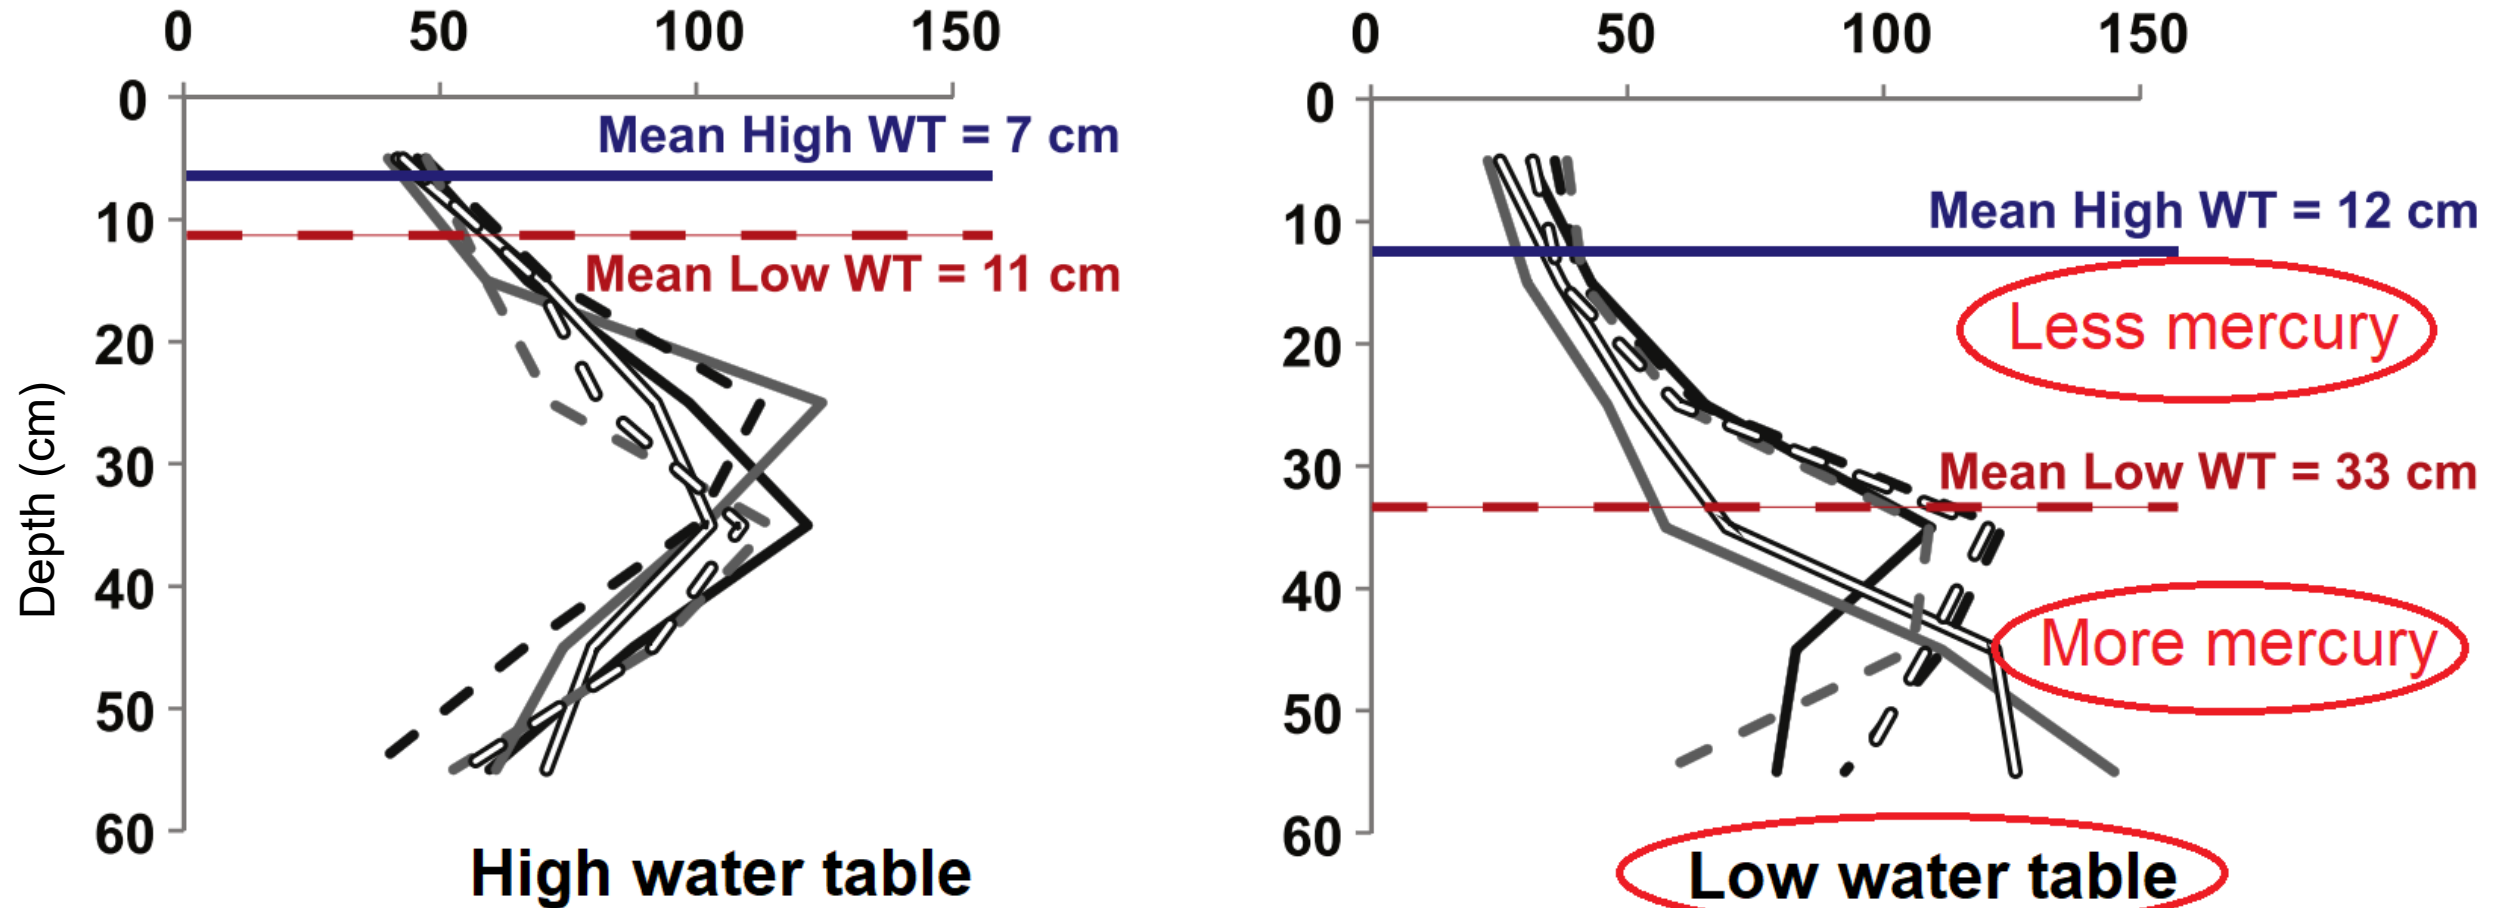 0 50 100 150
0
10
20
30
40
50
60
Depth (cm)
Mean High WT = 7 cm
Mean Low WT = 11 cm
High water table
0 50 100 150
0
10
20
30
40
50
60
Mean High WT = 12 cm
Less mercury
Mean Low WT = 33 cm
More mercury
Low water table